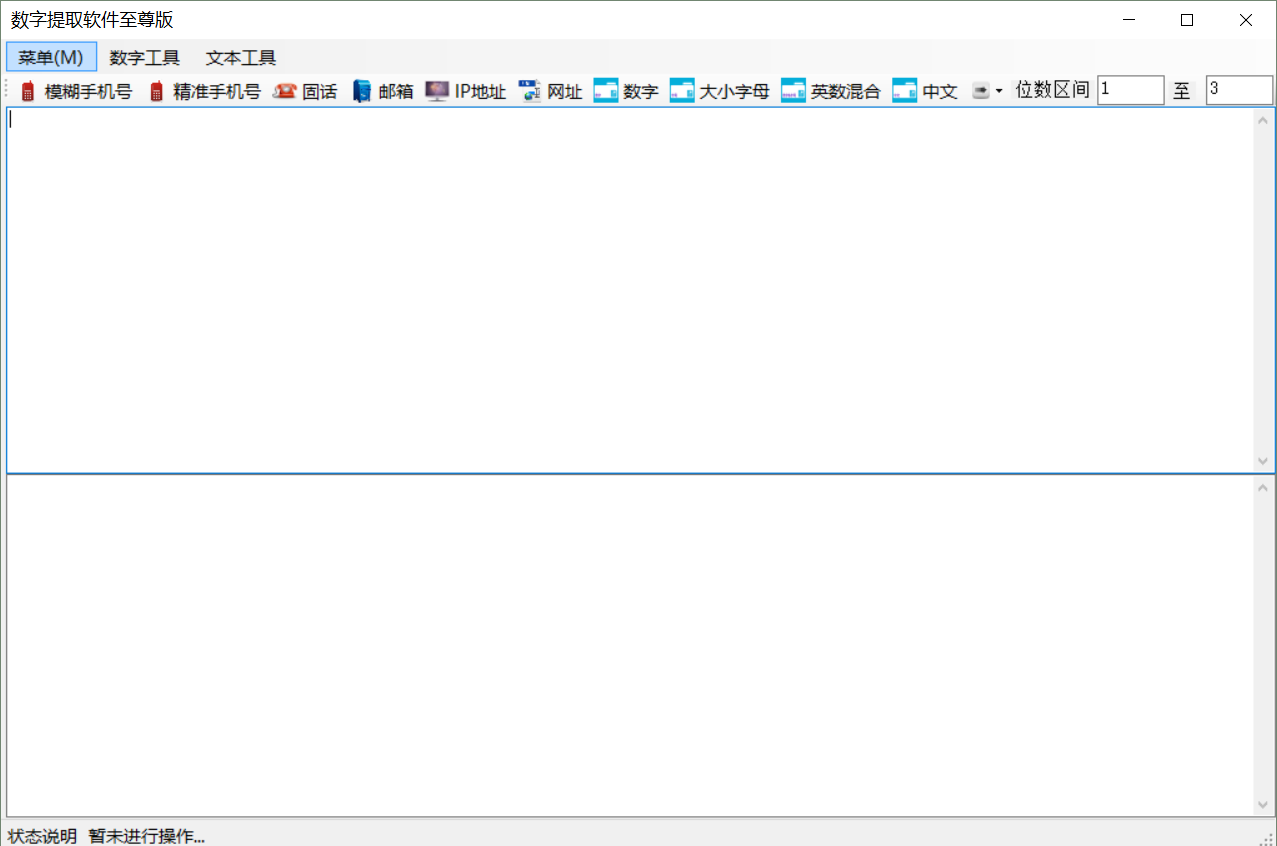 数字提取软件至尊版
菜单(M) 数字工具 文本工具
模糊手机号 精准手机号 固话 邮箱 IP地址 网址 数字 大小字母 英数混合 中文 位数区间 1 至 3
状态说明 暂未进行操作...